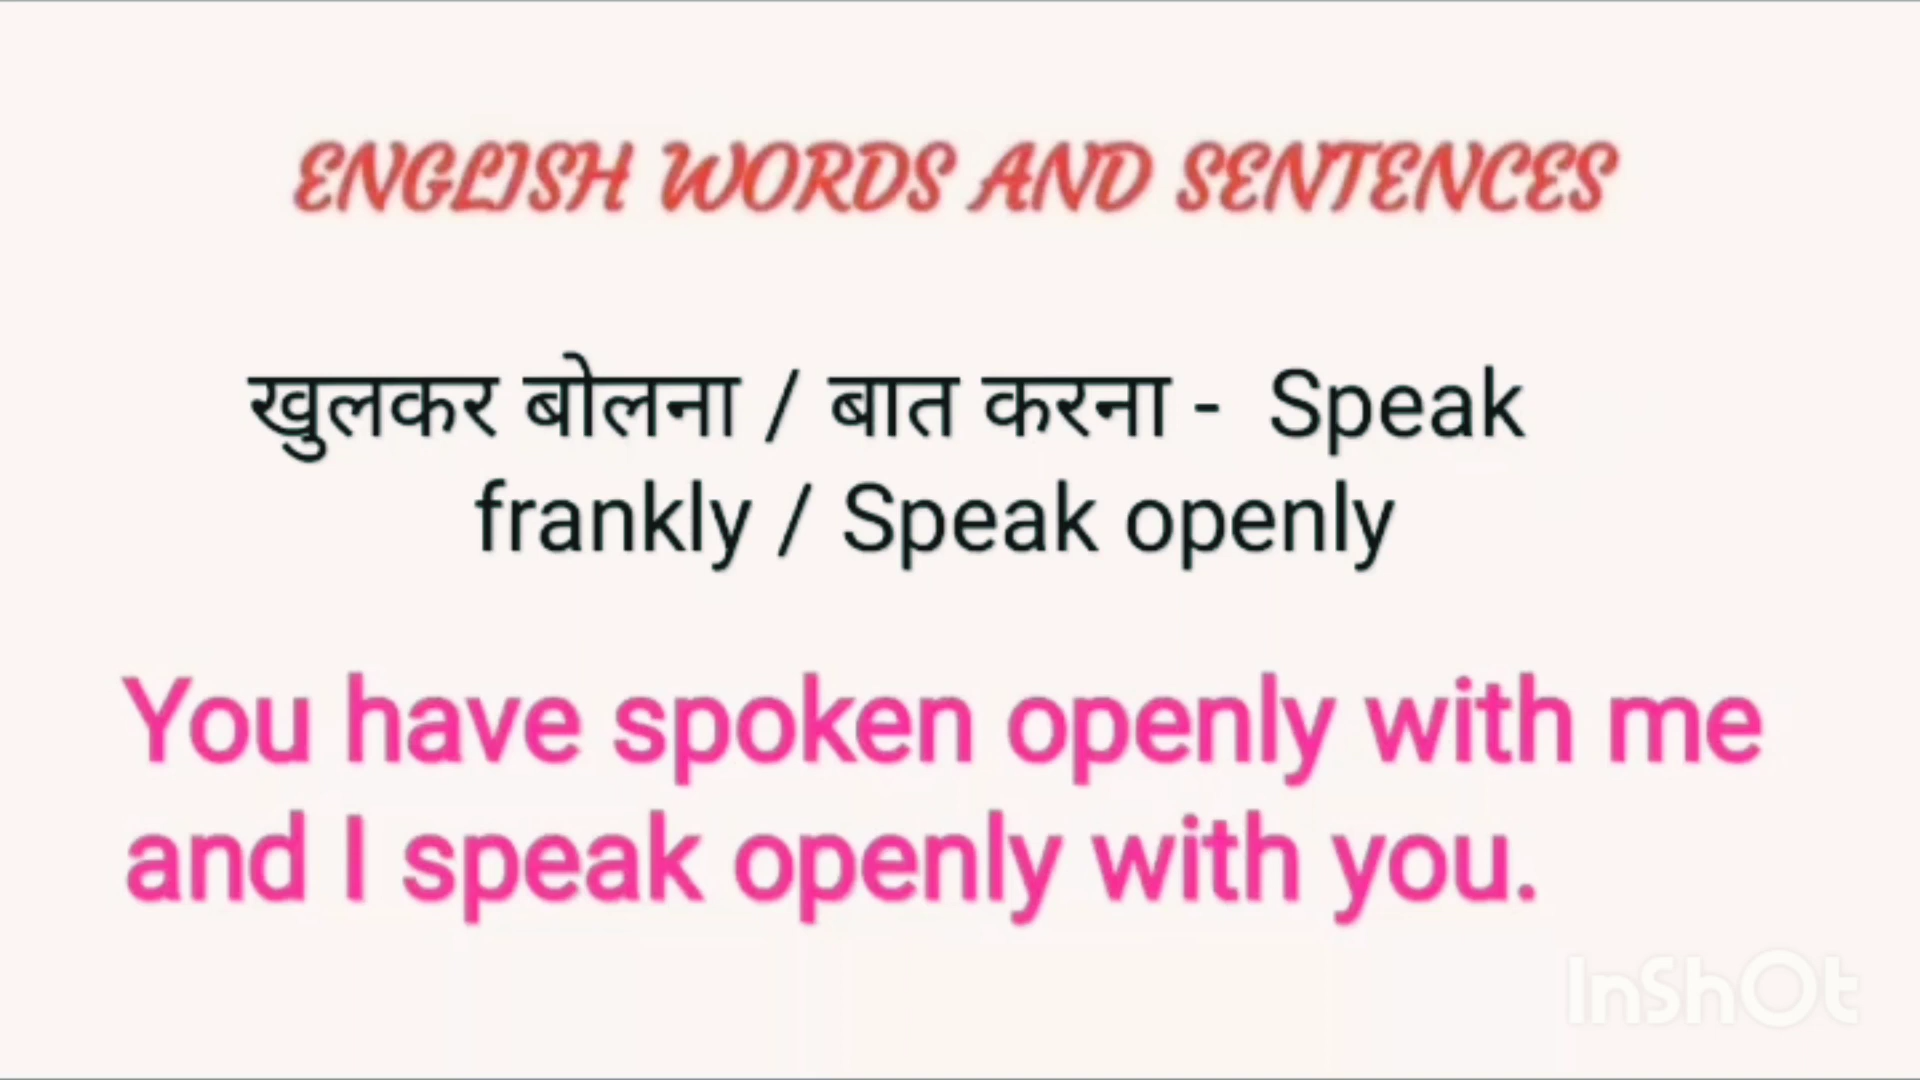 ENGLISH WORDS AND SENTENCES
खुलकर बोलना / बात करना - Speak
frankly / Speak openly
You have spoken openly with me
and I speak openly with you.
InShOt